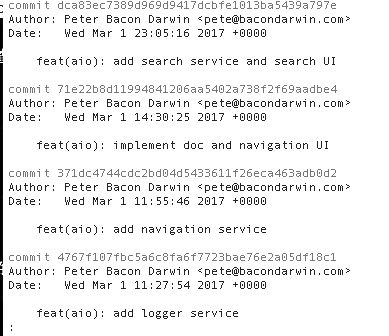 commit dca83ec7389d969d9417dcbfe1013ba5439a797e
Author: Peter Bacon Darwin <pete@bacondarwin.com>
Date:   Wed Mar 1 23:05:16 2017 +0000
feat(aio): add search service and search UI
commit 71e22b8d11994841206aa5402a738f2f69aadbe4
Author: Peter Bacon Darwin <pete@bacondarwin.com>
Date:   Wed Mar 1 14:30:25 2017 +0000
feat(aio): implement doc and navigation UI
commit 371dc4744cdc2bd04d5433611f26eca463adb0d2
Author: Peter Bacon Darwin <pete@bacondarwin.com>
Date:   Wed Mar 1 11:55:46 2017 +0000
feat(aio): add navigation service
commit 4767f107fbc5a6c8fa6f7723bae76e2a05df18c1
Author: Peter Bacon Darwin <pete@bacondarwin.com>
Date:   Wed Mar 1 11:27:54 2017 +0000
feat(aio): add logger service
: